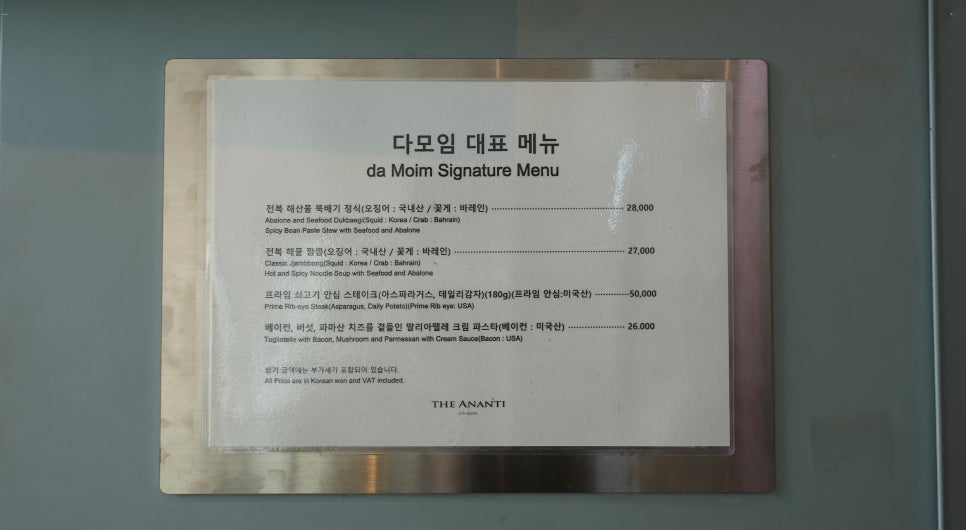 다모임 대표 메뉴
da Moim Signature Menu
전복 해산물 뚝배기 정식(오징어 : 국내산 / 꽃게 : 바레인) 28,000
Abalone and Seafood Dukbaegi(Squid : Korea / Crab : Bahrain)
Spicy Bean Paste Stew with Seafood and Abalone
전복 해물 짬뽕(오징어 : 국내산 / 꽃게 : 바레인) 27,000
Classic Jjambbong(Squid : Korea / Crab : Bahrain)
Hot and Spicy Noodle Soup with Seafood and Abalone
프라임 쇠고기 안심 스테이크(아스파라거스, 데일리감자)(180g)(프라임 안심:미국산) 50,000
Prime Rib-eye Steak(Asparagus, Daily Potato)(Prime Rib eye: USA)
베이컨, 버섯, 파마산 치즈를 곁들인 딸리아뗄레 크림 파스타(베이컨 : 미국산) 26.000
Tagliatelle with Bacon, Mushroom and Parmessan with Cream Sauce(Bacon : USA)
상기 금액에는 부가세가 포함되어 있습니다.
All Price are in Korean won and VAT included.
THE ANANTI